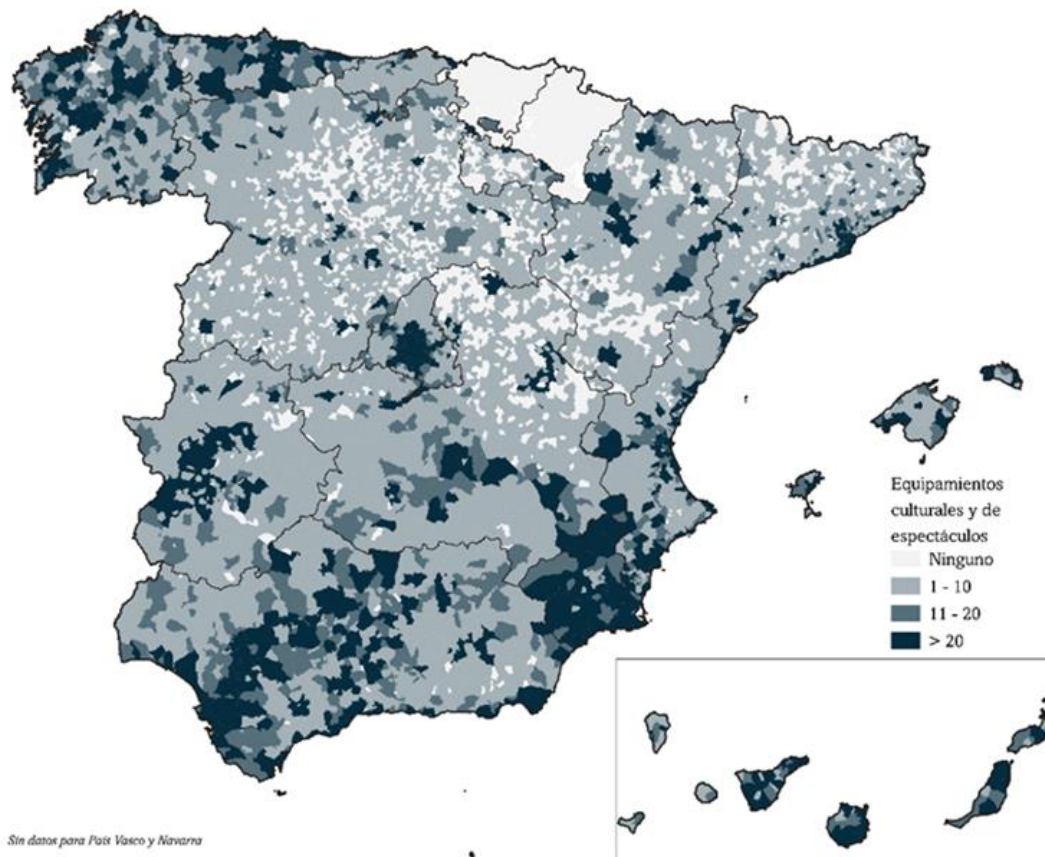 Equipamientos
culturales y de
espectáculos
Ninguno
1 - 10
11 - 20
> 20
Sin datos para País Vasco y Navarra